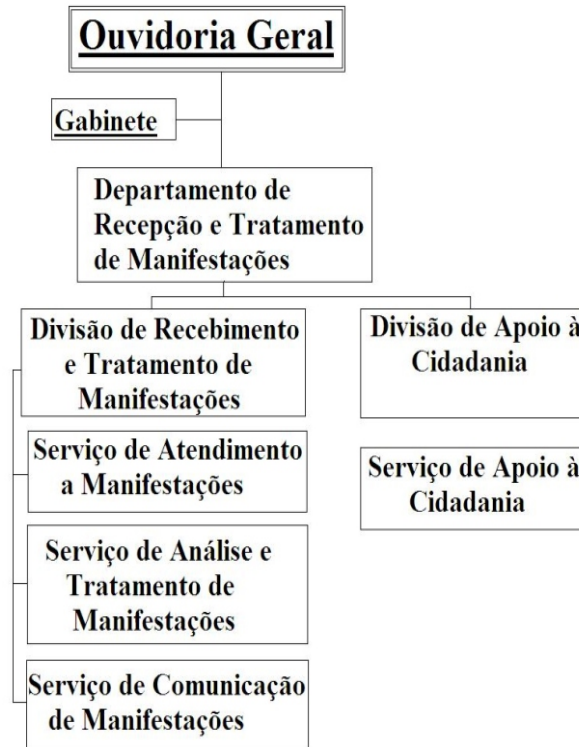 Ouvidoria Geral
Gabinete
Departamento de
Recepção e Tratamento
de Manifestações
Divisão de Recebimento
e Tratamento de
Manifestações
Divisão de Apoio à
Cidadania
Serviço de Atendimento
a Manifestações
Serviço de Apoio à
Cidadania
Serviço de Análise e
Tratamento de
Manifestações
Serviço de Comunicação
de Manifestações